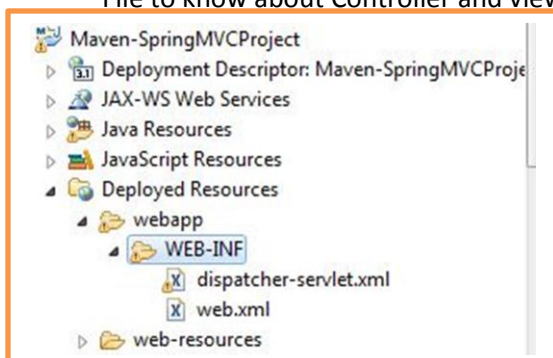 File to know about Controller and view
Maven-SpringMVCProject
Deployment Descriptor: Maven-SpringMVCProje
JAX-WS Web Services
Java Resources
JavaScript Resources
Deployed Resources
webapp
WEB-INF
dispatcher-servlet.xml
web.xml
web-resources